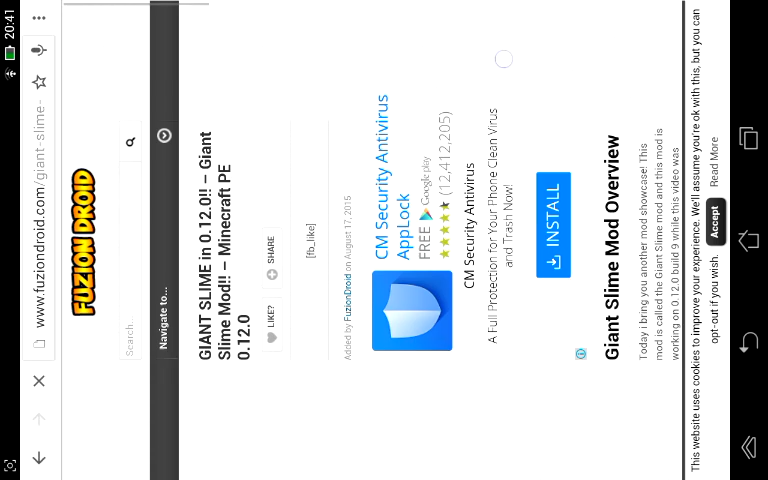 20:41
www.fuziondroid.com/giant-slime-
FUZION DROID
Search...
Navigate to...
GIANT SLIME in 0.12.0!! – Giant
Slime Mod!! – Minecraft PE
0.12.0
LIKE?
SHARE
[fb_like]
Added by FuzionDroid on August 17, 2015
CM Security Antivirus
AppLock
FREE Google play
(12,412,205)
CM Security Antivirus
A Full Protection for Your Phone Clean Virus
and Trash Now!
INSTALL
Giant Slime Mod Overview
Today i bring you another mod showcase! This
mod is called the Giant Slime mod and this mod is
working on 0.12.0 build 9 while this video was
This website uses cookies to improve your experience. We'll assume you're ok with this, but you can
opt-out if you wish. Accept Read More